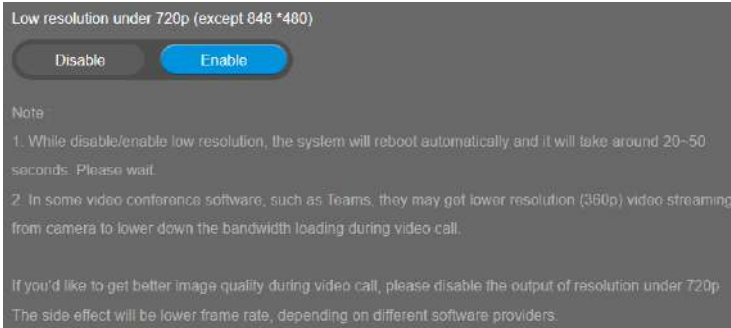 Low resolution under 720p (except 848 *480)
Disable Enable
Note
1. While disable/enable low resolution, the system will reboot automatically and it will take around 20~50
seconds. Please wait.
2. In some video conference software, such as Teams, they may get lower resolution (360p) video streaming
from camera to lower down the bandwidth loading during video call.
If you'd like to get better image quality during video call, please disable the output of resolution under 720p
The side effect will be lower frame rate, depending on different software providers.